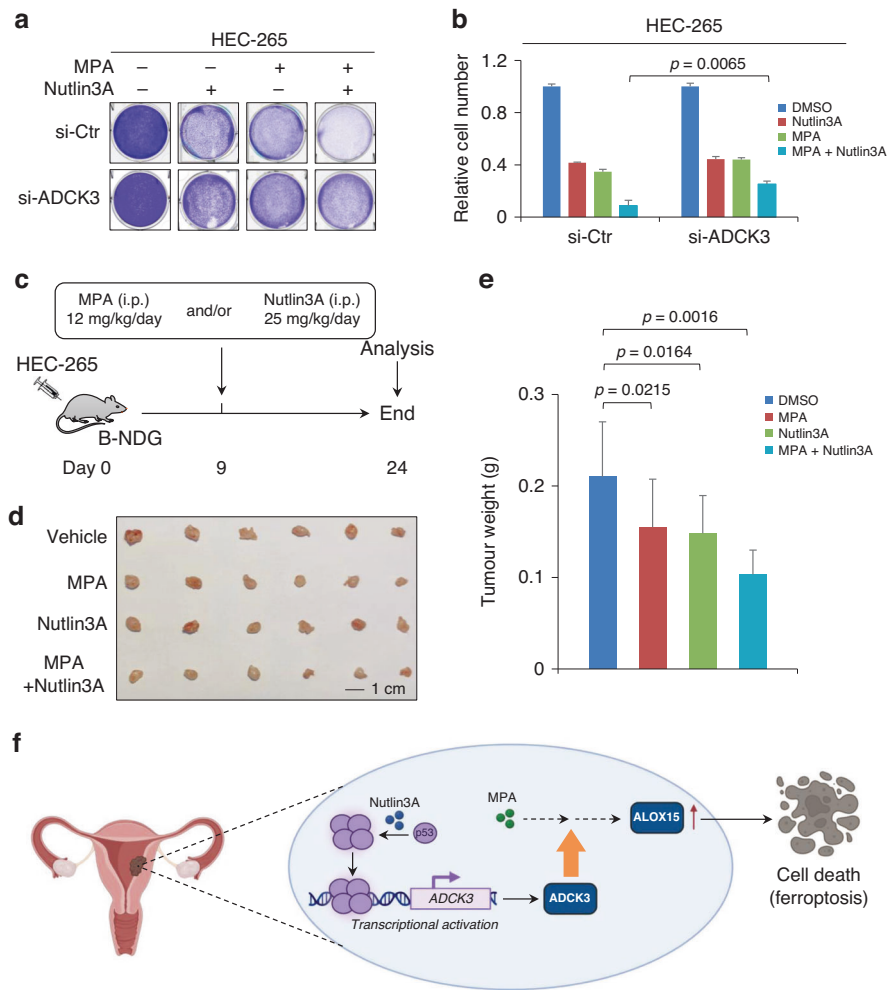 a
HEC-265
MPA – – + +
Nutlin3A – + – +
si-Ctr
si-ADCK3
b
HEC-265
p = 0.0065
1.2
0.8
0.4
0
Relative cell number
DMSO
Nutlin3A
MPA
MPA + Nutlin3A
si-Ctr si-ADCK3
c
MPA (i.p.)
12 mg/kg/day
and/or
Nutlin3A (i.p.)
25 mg/kg/day
HEC-265
Analysis
B-NDG
End
Day 0 9 24
d
Vehicle
MPA
Nutlin3A
MPA
+Nutlin3A
1 cm
e
p = 0.0016
p = 0.0164
p = 0.0215
0.3
0.2
0.1
0
Tumour weight (g)
DMSO
MPA
Nutlin3A
MPA + Nutlin3A
f
Nutlin3A
p53
MPA
ALOX15
ADCK3
ADCK3
Transcriptional activation
Cell death
(ferroptosis)